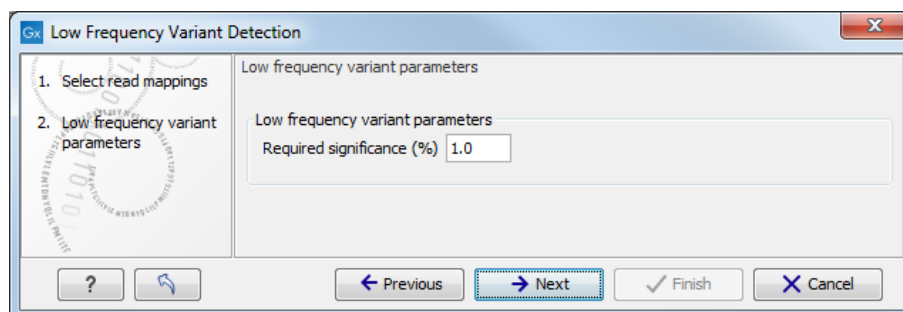 Gx Low Frequency Variant Detection
X
1. Select read mappings
2. Low frequency variant
parameters
Low frequency variant parameters
Low frequency variant parameters
Required significance (%) 1.0
?
Previous
Next
Finish
Cancel